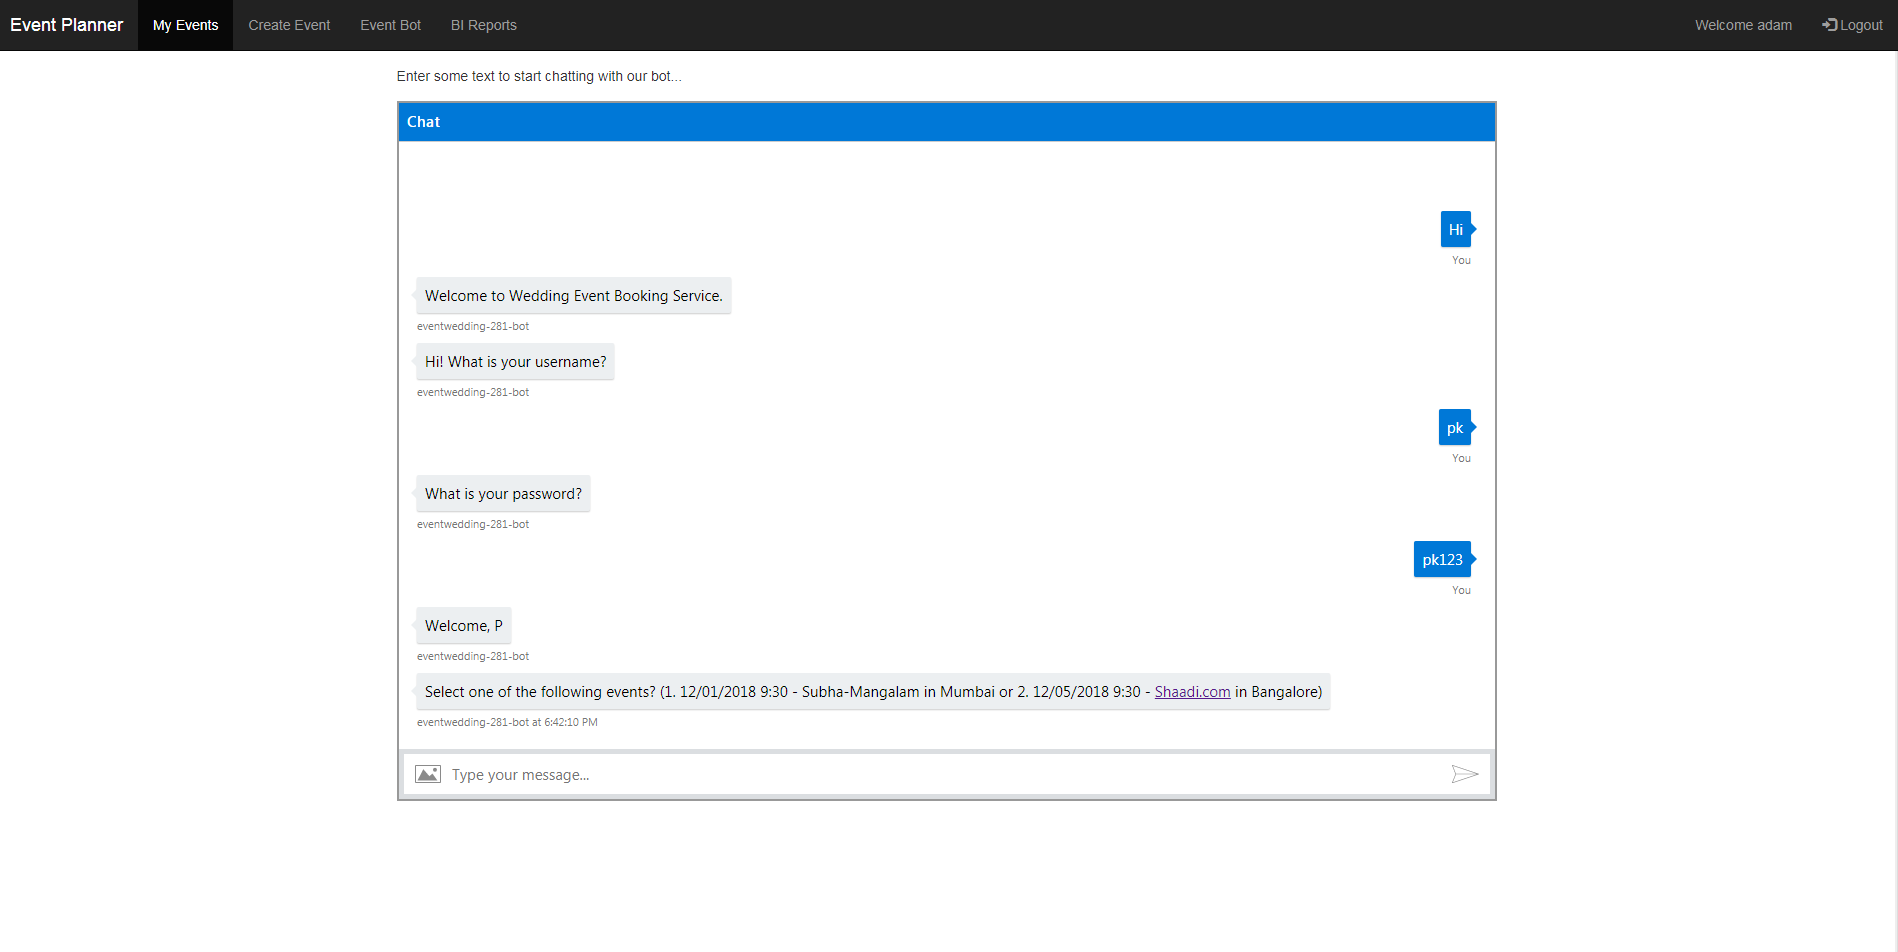 Event Planner My Events Create Event Event Bot BI Reports Welcome adam Logout
Enter some text to start chatting with our bot...
Chat
Hi
You
Welcome to Wedding Event Booking Service.
eventwedding-281-bot
Hi! What is your username?
eventwedding-281-bot
pk
You
What is your password?
eventwedding-281-bot
pk123
You
Welcome, P
eventwedding-281-bot
Select one of the following events? (1. 12/01/2018 9:30 - Subha-Mangalam in Mumbai or 2. 12/05/2018 9:30 - Shaadi.com in Bangalore)
eventwedding-281-bot at 6:42:10 PM
Type your message...